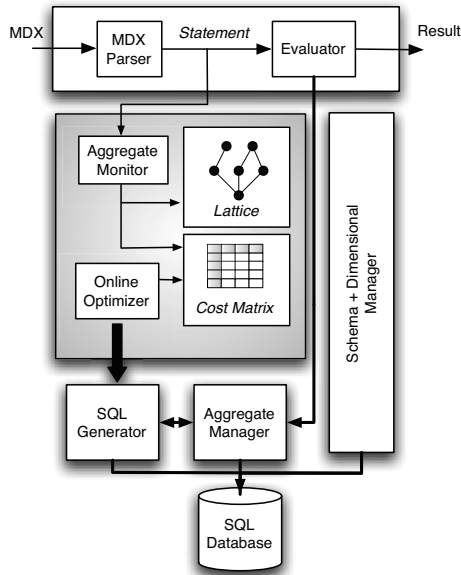 MDX
MDX
Parser
Statement
Evaluator
Result
Aggregate
Monitor
Lattice
Online
Optimizer
Cost Matrix
Schema + Dimensional
Manager
SQL
Generator
Aggregate
Manager
SQL
Database